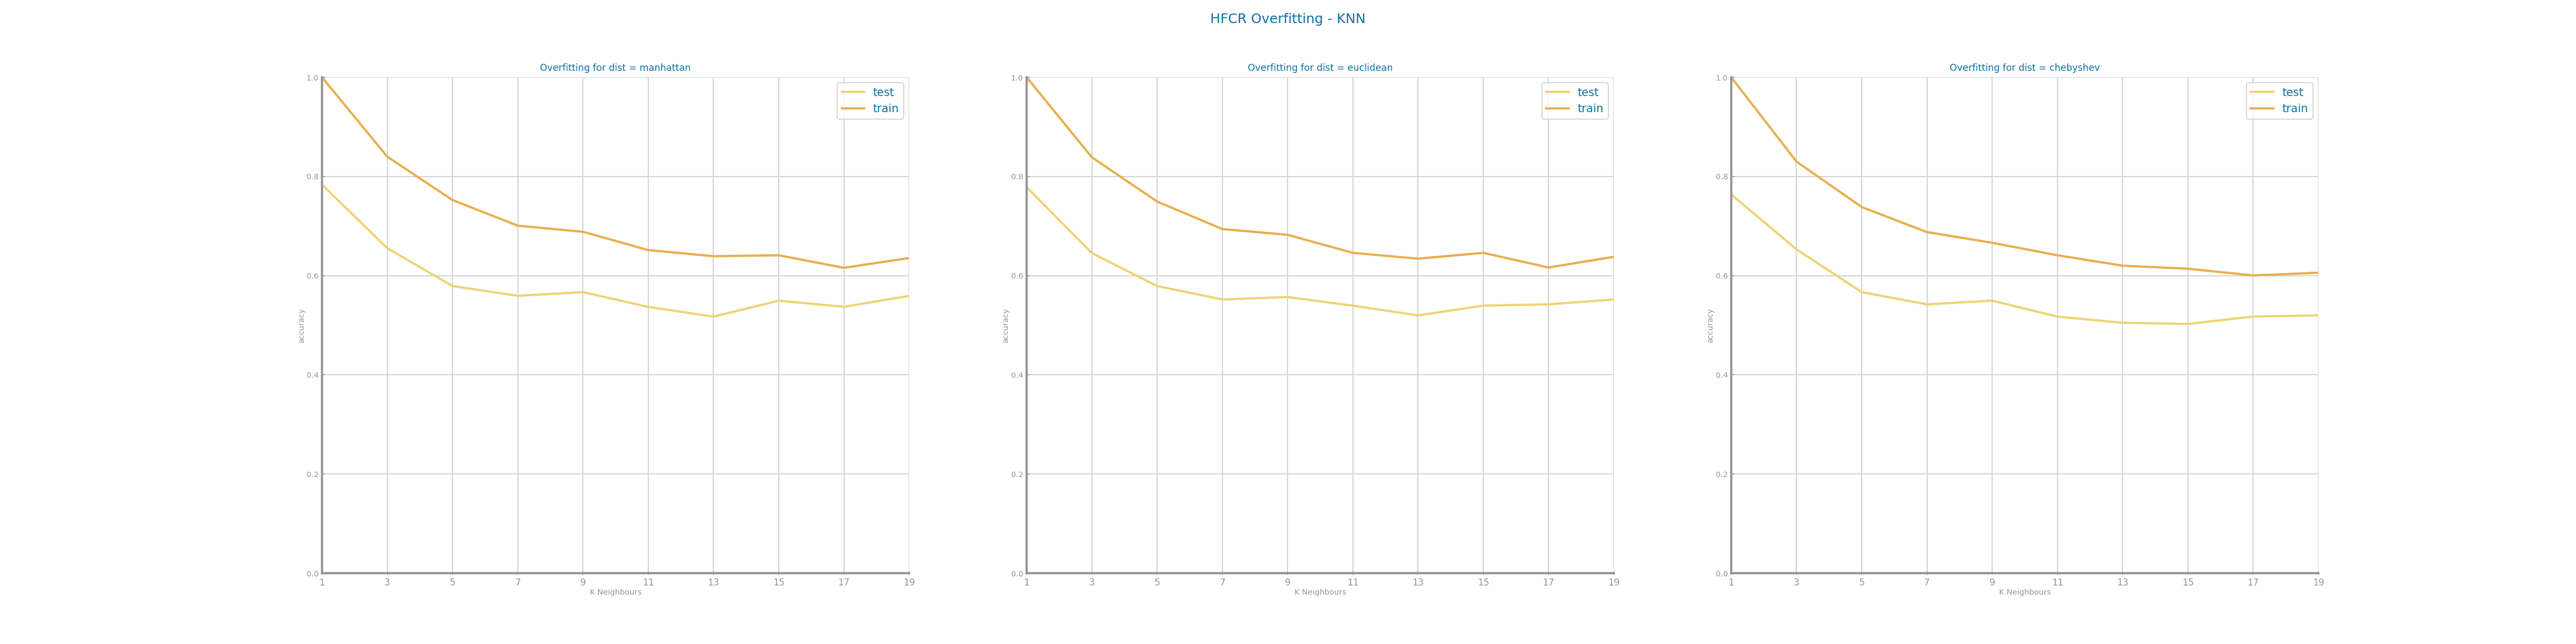 HFCR Overfitting - KNN
Overfitting for dist = manhattan
1.0
0.8
0.6
0.4
0.2
0.0
accuracy
test
train
1 3 5 7 9 11 13 15 17 19
K Neighbours
Overfitting for dist = euclidean
1.0
0.8
0.6
0.4
0.2
0.0
accuracy
test
train
1 3 5 7 9 11 13 15 17 19
K Neighbours
Overfitting for dist = chebyshev
1.0
0.8
0.6
0.4
0.2
0.0
accuracy
test
train
1 3 5 7 9 11 13 15 17 19
K Neighbours